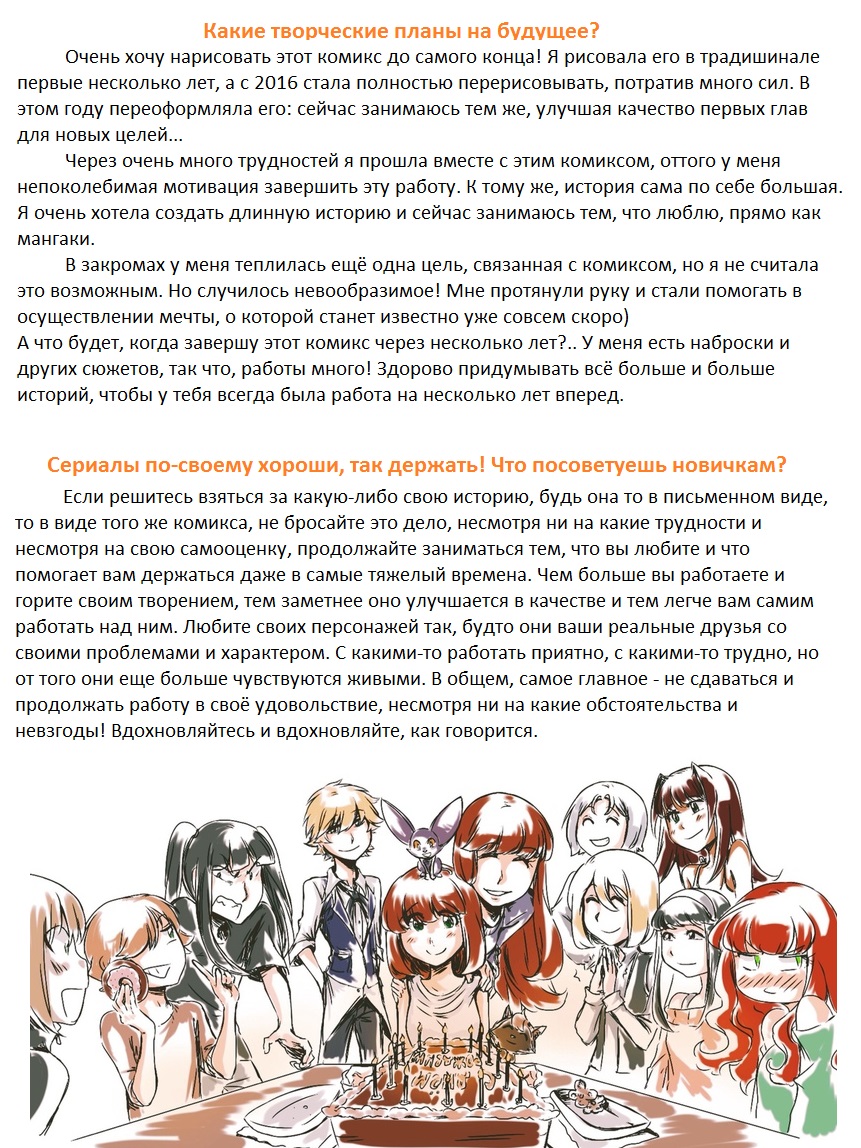 Какие творческие планы на будущее?
Очень хочу нарисовать этот комикс до самого конца! Я рисовала его в традишинале
первые несколько лет, а с 2016 стала полностью перерисовывать, потратив много сил. В
этом году переоформляла его: сейчас занимаюсь тем же, улучшая качество первых глав
для новых целей...
Через очень много трудностей я прошла вместе с этим комиксом, оттого у меня
непоколебимая мотивация завершить эту работу. К тому же, история сама по себе большая.
Я очень хотела создать длинную историю и сейчас занимаюсь тем, что люблю, прямо как
мангаки.
В закромах у меня теплилась ещё одна цель, связанная с комиксом, но я не считала
это возможным. Но случилось невообразимое! Мне протянули руку и стали помогать в
осуществлении мечты, о которой станет известно уже совсем скоро)
А что будет, когда завершу этот комикс через несколько лет?.. У меня есть наброски и
других сюжетов, так что, работы много! Здорово придумывать всё больше и больше
историй, чтобы у тебя всегда была работа на несколько лет вперед.
Сериалы по-своему хороши, так держать! Что посоветуешь новичкам?
Если решитесь взяться за какую-либо свою историю, будь она то в письменном виде,
то в виде того же комикса, не бросайте это дело, несмотря ни на какие трудности и
несмотря на свою самооценку, продолжайте заниматься тем, что вы любите и что
помогает вам держаться даже в самые тяжелый времена. Чем больше вы работаете и
горите своим творением, тем заметнее оно улучшается в качестве и тем легче вам самим
работать над ним. Любите своих персонажей так, будто они ваши реальные друзья со
своими проблемами и характером. С какими-то работать приятно, с какими-то трудно, но
от того они еще больше чувствуются живыми. В общем, самое главное - не сдаваться и
продолжать работу в своё удовольствие, несмотря ни на какие обстоятельства и
невзгоды! Вдохновляйтесь и вдохновляйте, как говорится.